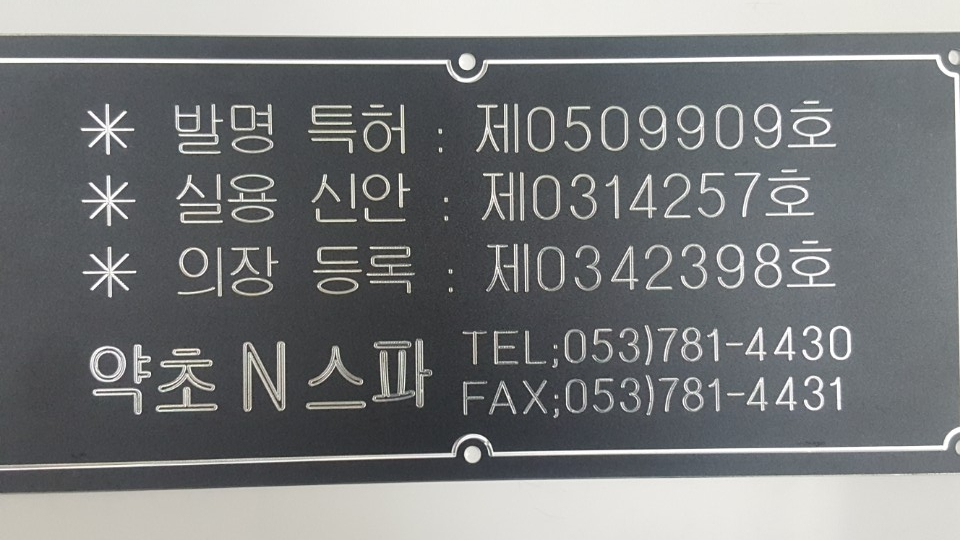 ✳ 발명 특허 : 제0509909호
✳ 실용 신안 : 제0314257호
✳ 의장 등록 : 제0342398호
약초N스파 TEL;053)781-4430
FAX;053)781-4431